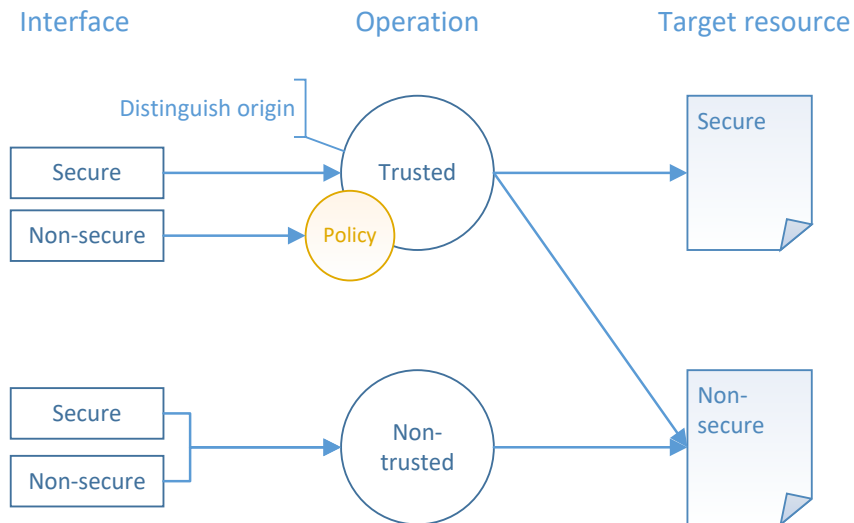 Interface
Operation
Target resource
Distinguish origin
Secure
Trusted
Secure
Non-secure
Policy
Secure
Non-
trusted
Non-
secure
Non-secure